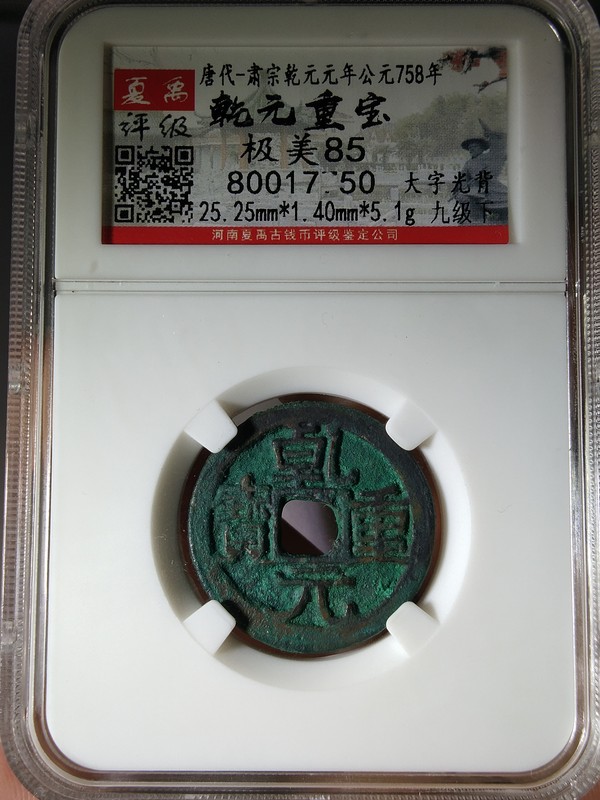 唐代-肃宗乾元元年公元758年
夏禹
评级
乾元重宝
极美85
80017 50 大字光背
25.25mm*1.40mm*5.1g 九级下
河南夏禹古钱币评级鉴定公司
乾
寶 重
元